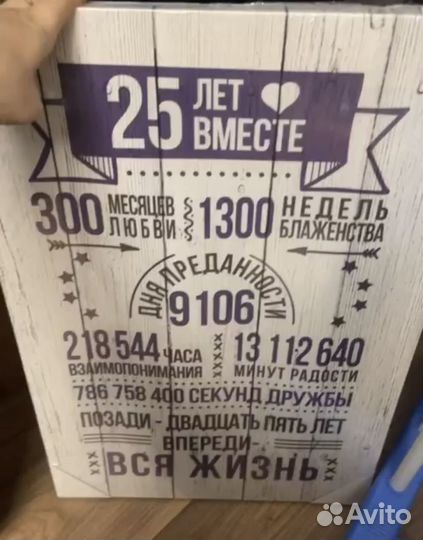 25 ЛЕТ
ВМЕСТЕ
300 МЕСЯЦЕВ
ЛЮБВИ
1300 НЕДЕЛЬ
БЛАЖЕНСТВА
ДНЯ ПРЕДАННОСТИ
9106
218 544 ЧАСА
ВЗАИМОПОНИМАНИЯ
13 112 640
МИНУТ РАДОСТИ
786 758 400 СЕКУНД ДРУЖБЫ
ПОЗАДИ - ДВАДЦАТЬ ПЯТЬ ЛЕТ
ВПЕРЕДИ-
ВСЯ ЖИЗНЬ
Avito